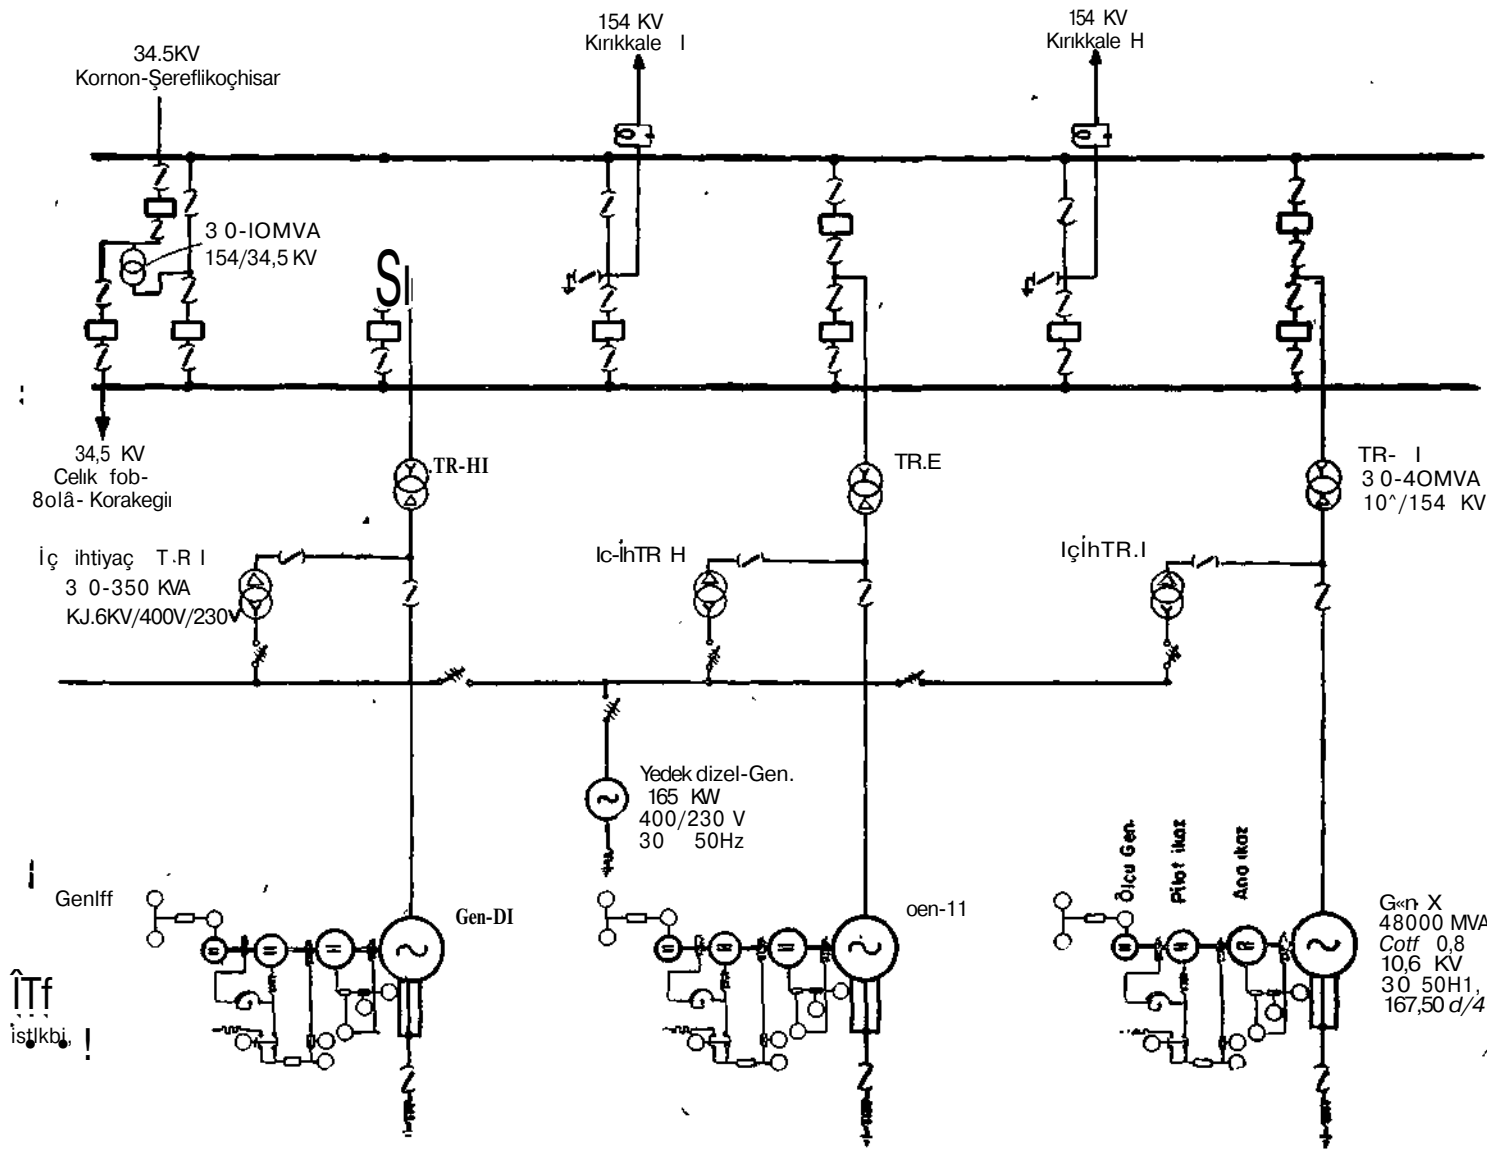 154 KV
Kırıkkale I
154 KV
Kırıkkale H
34.5KV
Kornon-Şereflikoçhisar
3 0-IOMVA
154/34,5 KV
SI
34,5 KV
Celık fob-
8olâ- Korakegiı
.TR-HI
TR.E
TR- I
3 0-4OMVA
10^/154 KV
İç ihtiyaç T.R I
3 0-350 KVA
KJ.6KV/400V/230V
Ic-İhTR H
IçİhTR.I
Yedek dizel-Gen.
165 KW
400/230 V
30 50Hz
Ölçu Gen.
Pilot ikaz
Ana ikaz
Genlff
Gen-DI
oen-11
G«n· X
48000 MVA
Cotf 0,8
10,6 KV
30 50H1,
167,50 d/4
ÎTf
istlkbi, !